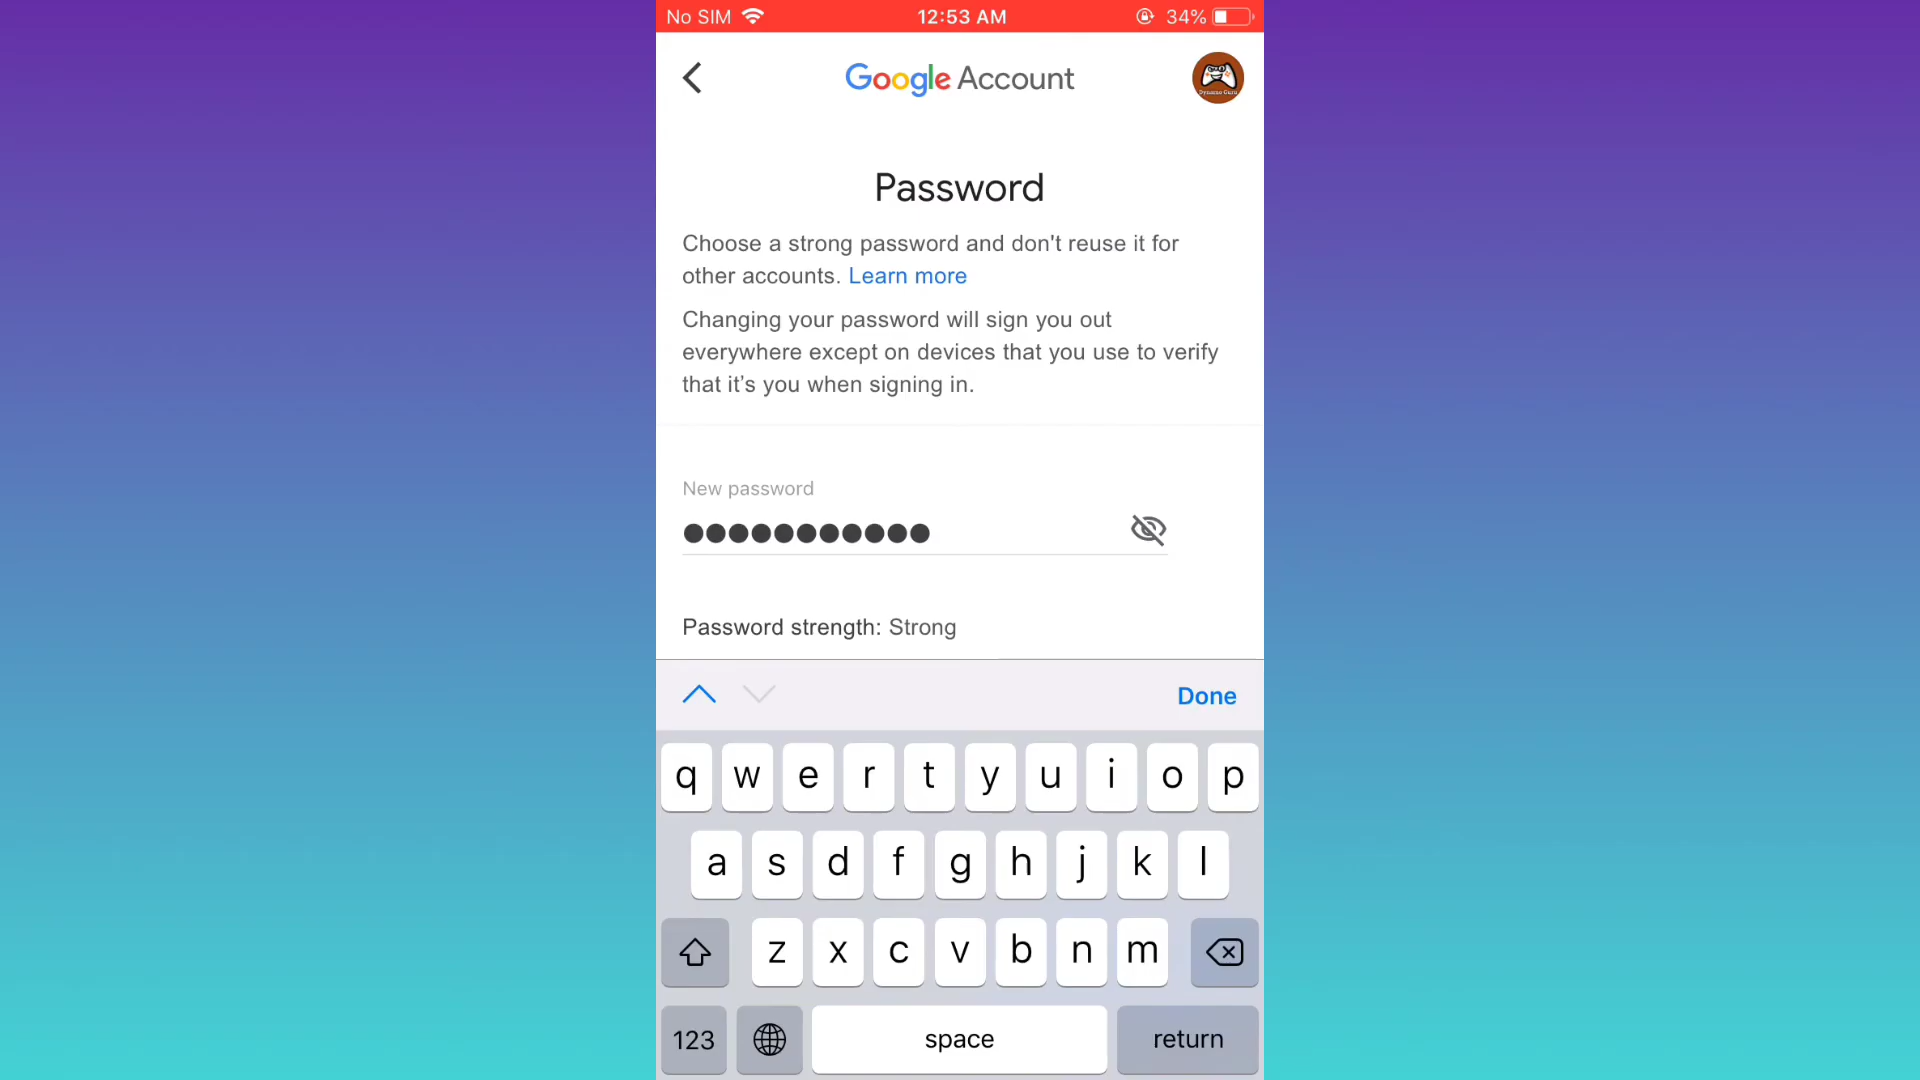 No SIM 12:53 AM 34%
Google Account
Dynamo Guru
Password
Choose a strong password and don't reuse it for
other accounts. Learn more
Changing your password will sign you out
everywhere except on devices that you use to verify
that it’s you when signing in.
New password
●●●●●●●●●●●
Password strength: Strong
Done
q w e r t y u i o p
a s d f g h j k l
z x c v b n m
123 space return